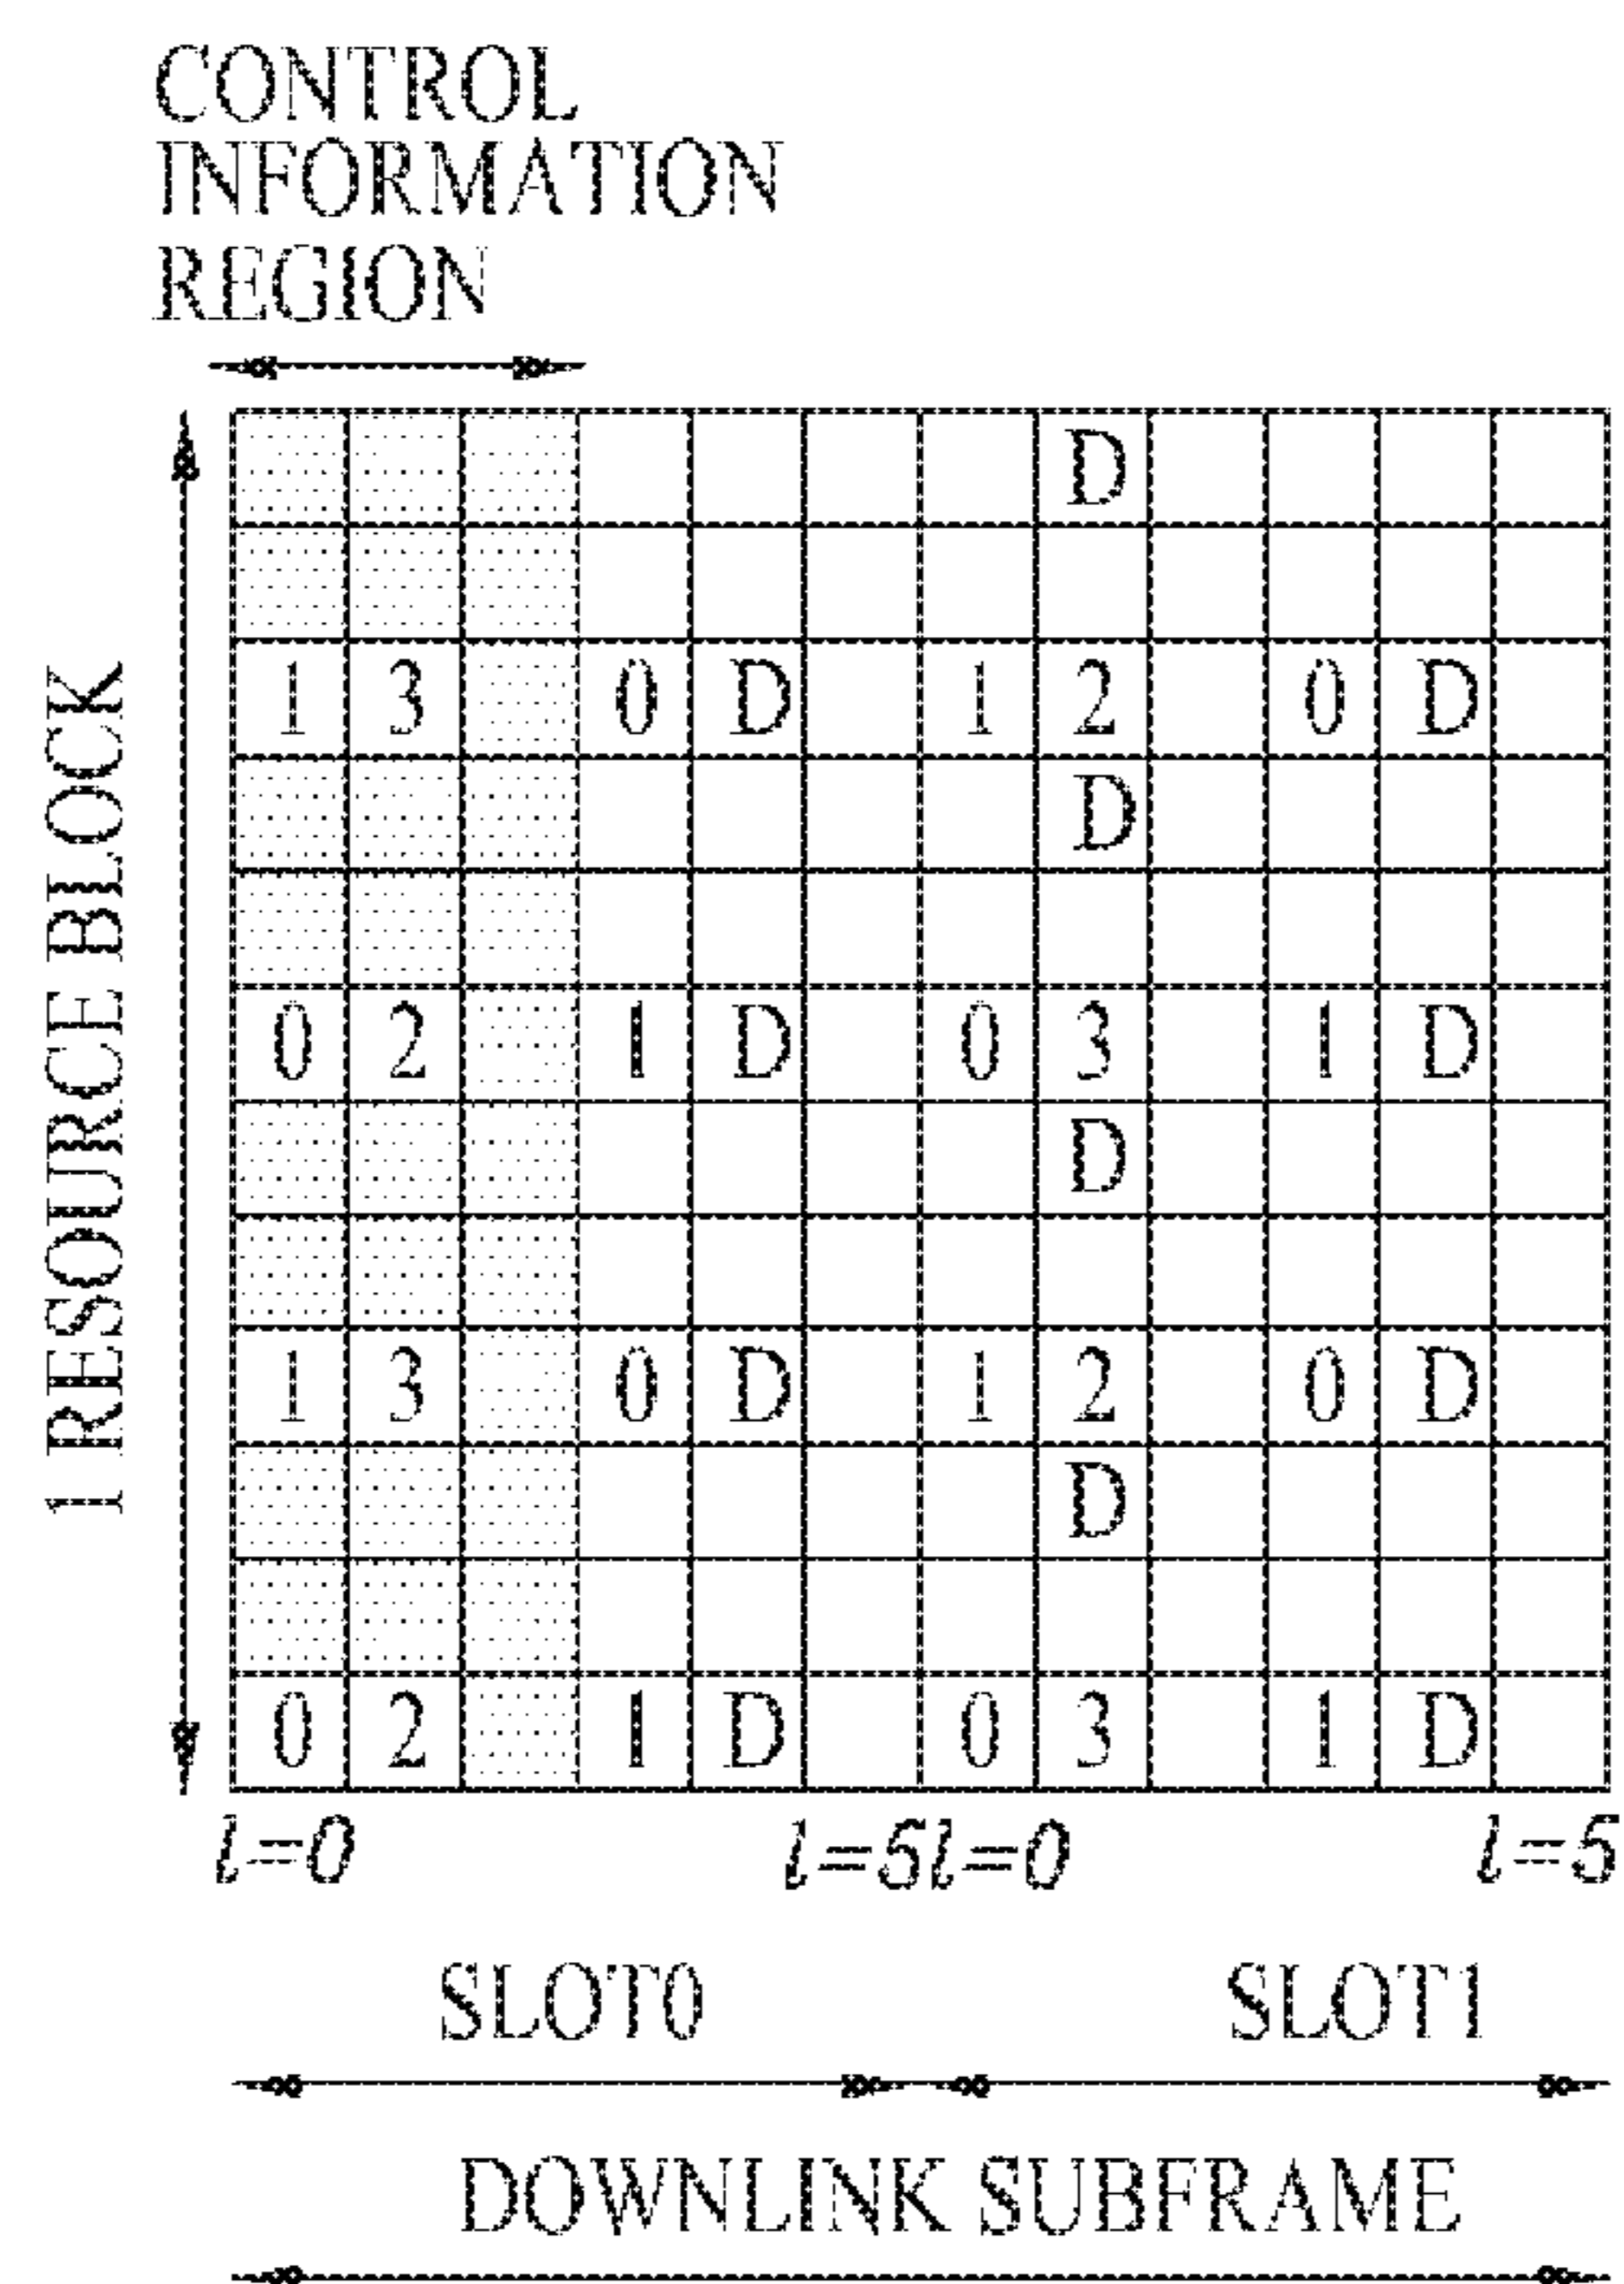 CONTROL
INFORMATION
REGION
1 RESOURCE BLOCK
D
1 3 0 D 1 2 0 D
D
0 2 1 D 0 3 1 D
D
1 3 0 D 1 2 0 D
D
0 2 1 D 0 3 1 D
l=0 l=5 l=0 l=5
SLOT0 SLOT1
DOWNLINK SUBFRAME